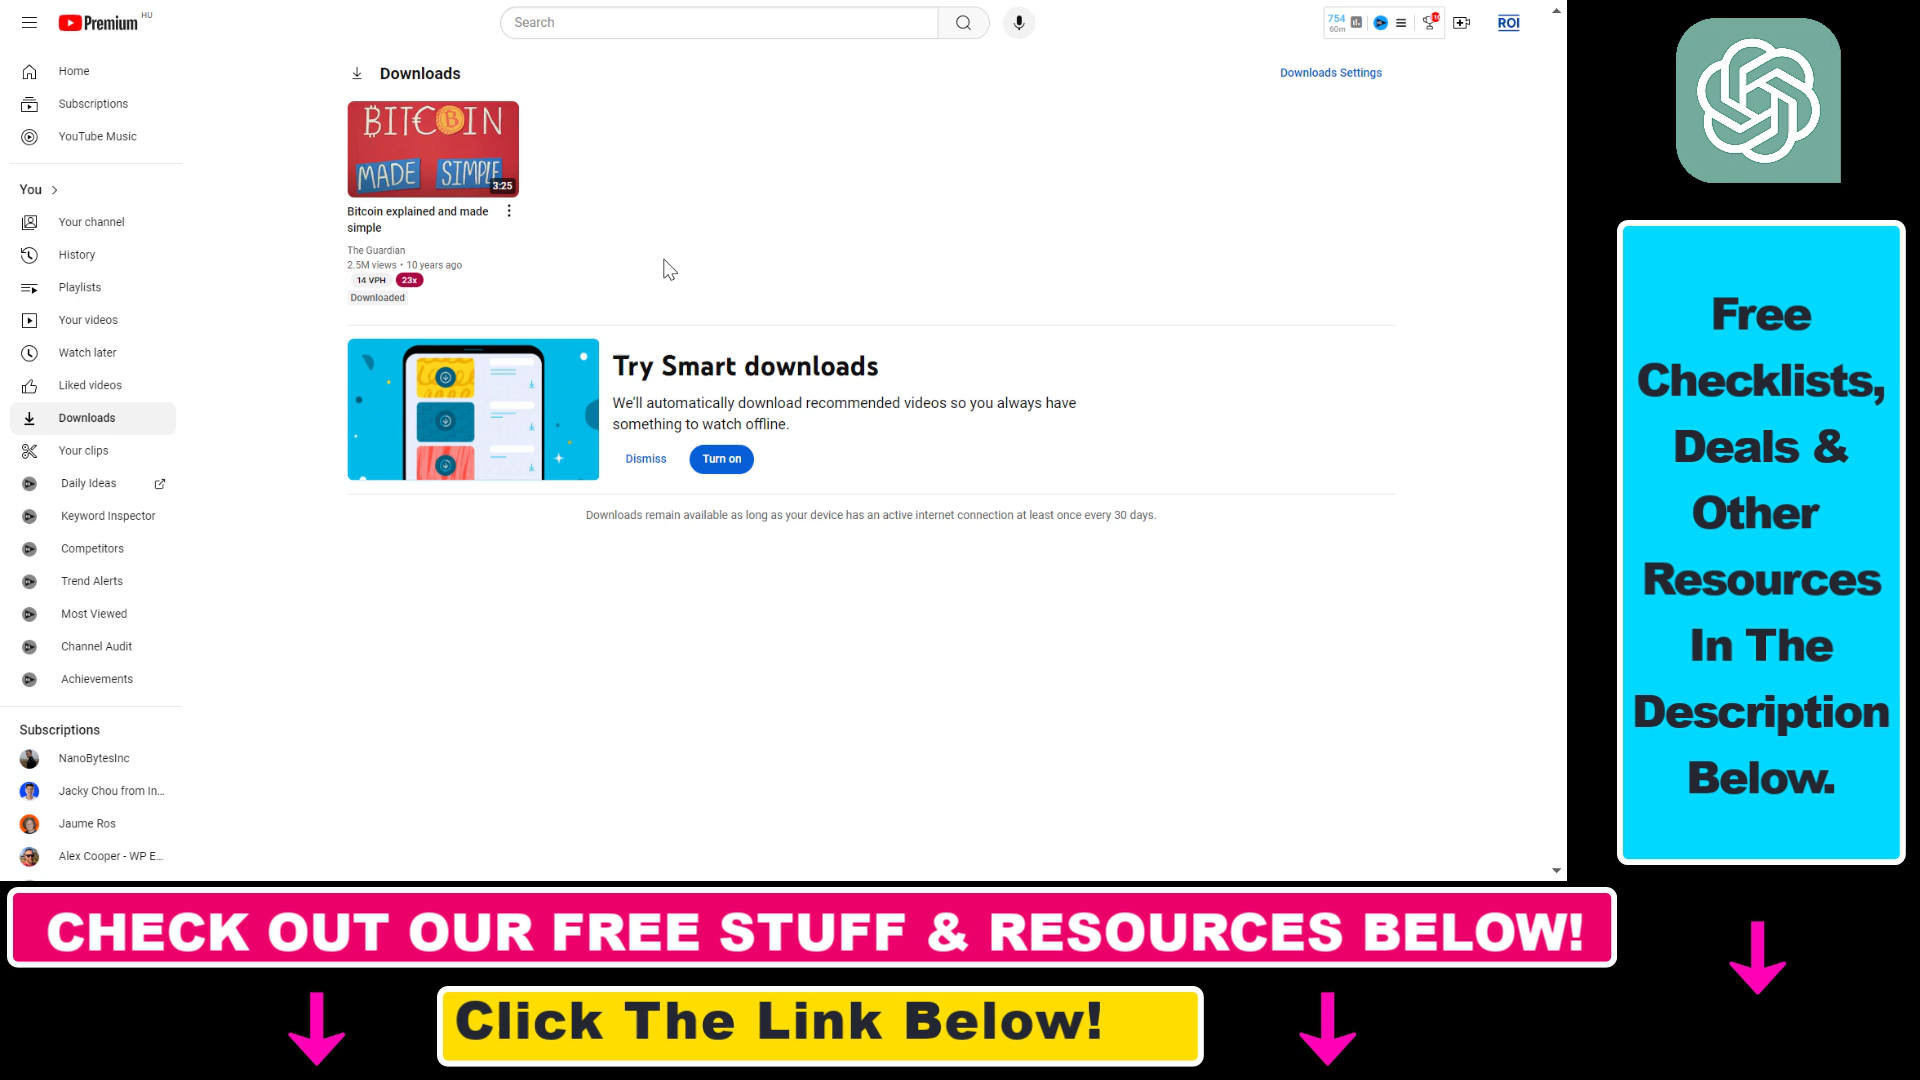 Premium HU
Search
754
60m
ROI
Home
Subscriptions
YouTube Music
You
Your channel
History
Playlists
Your videos
Watch later
Liked videos
Downloads
Your clips
Daily Ideas
Keyword Inspector
Competitors
Trend Alerts
Most Viewed
Channel Audit
Achievements
Subscriptions
NanoBytesInc
Jacky Chou from In...
Jaume Ros
Alex Cooper - WP E...
Downloads
Downloads Settings
BITCOIN
MADE SIMPLE
3:25
Bitcoin explained and made
simple
The Guardian
2.5M views • 10 years ago
14 VPH 23x
Downloaded
Try Smart downloads
We'll automatically download recommended videos so you always have
something to watch offline.
Dismiss
Turn on
Downloads remain available as long as your device has an active internet connection at least once every 30 days.
Free
Checklists,
Deals &
Other
Resources
In The
Description
Below.
CHECK OUT OUR FREE STUFF & RESOURCES BELOW!
Click The Link Below!